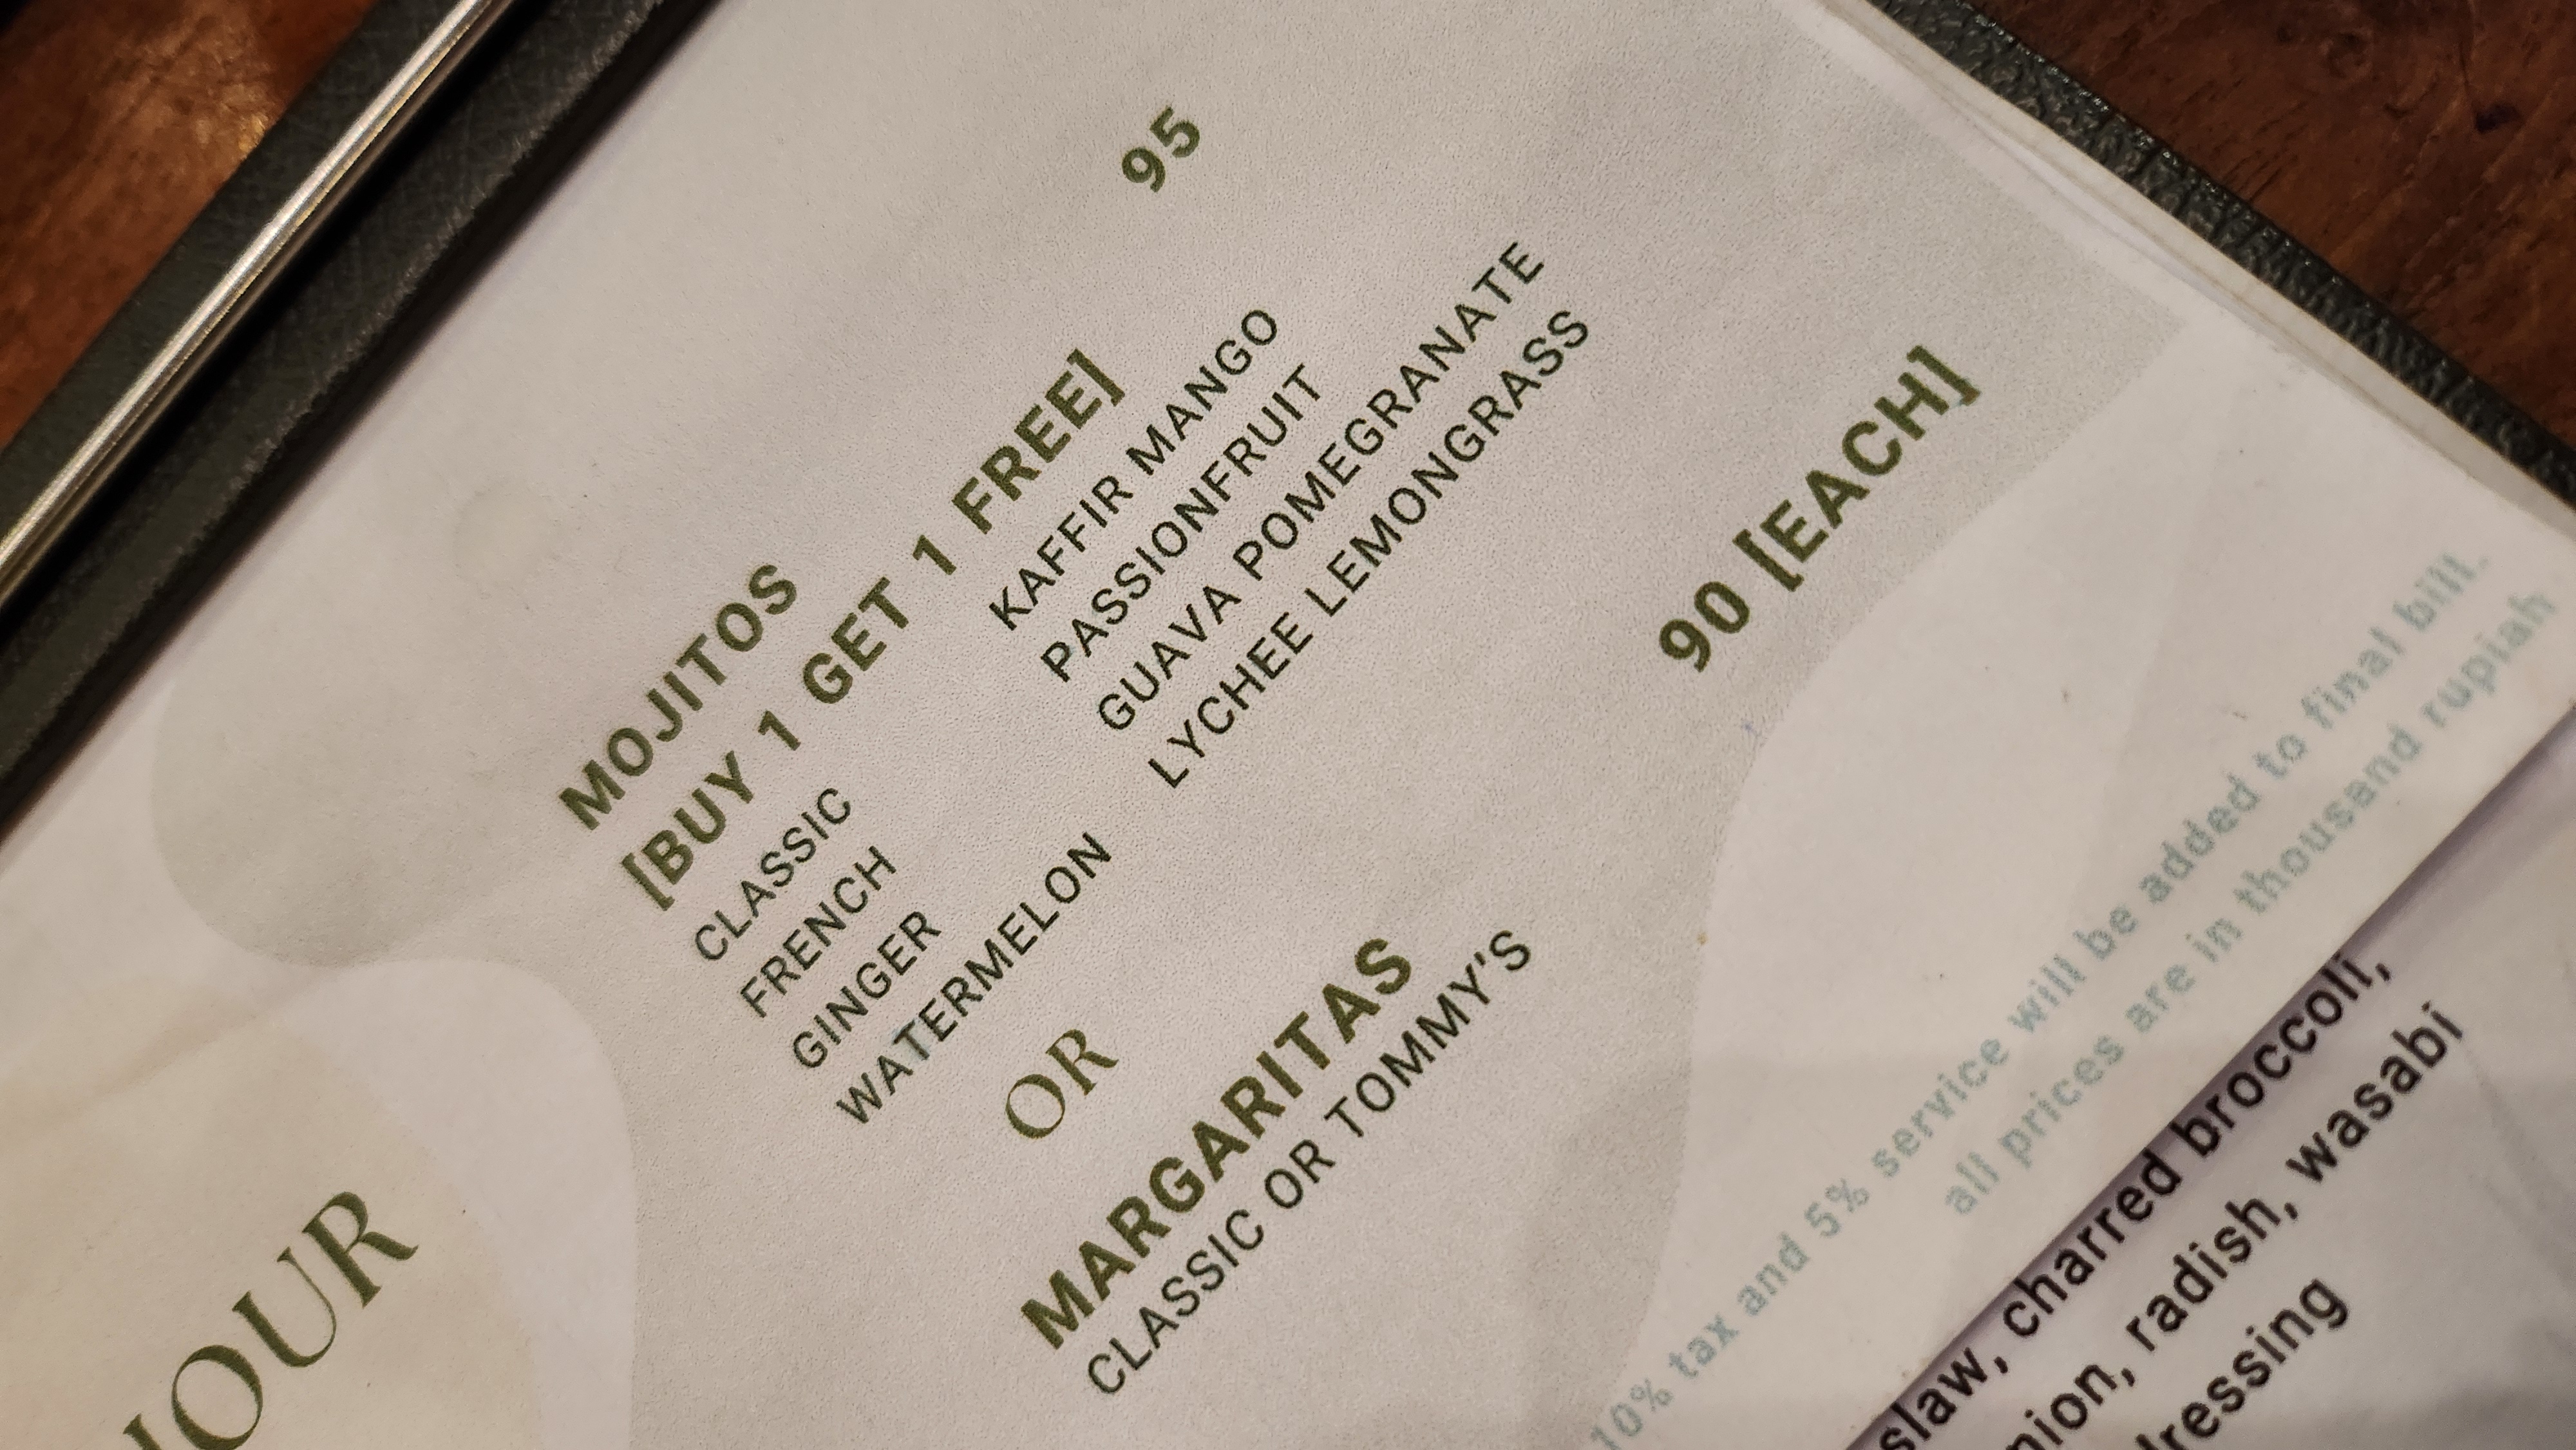 HOUR
MOJITOS 95
[BUY 1 GET 1 FREE]
CLASSIC KAFFIR MANGO
FRENCH PASSIONFRUIT
GINGER GUAVA POMEGRANATE
WATERMELON LYCHEE LEMONGRASS
OR
MARGARITAS 90 [EACH]
CLASSIC OR TOMMY'S
10% tax and 5% service will be added to final bill.
all prices are in thousand rupiah
slaw, charred broccoli,
radish, wasabi